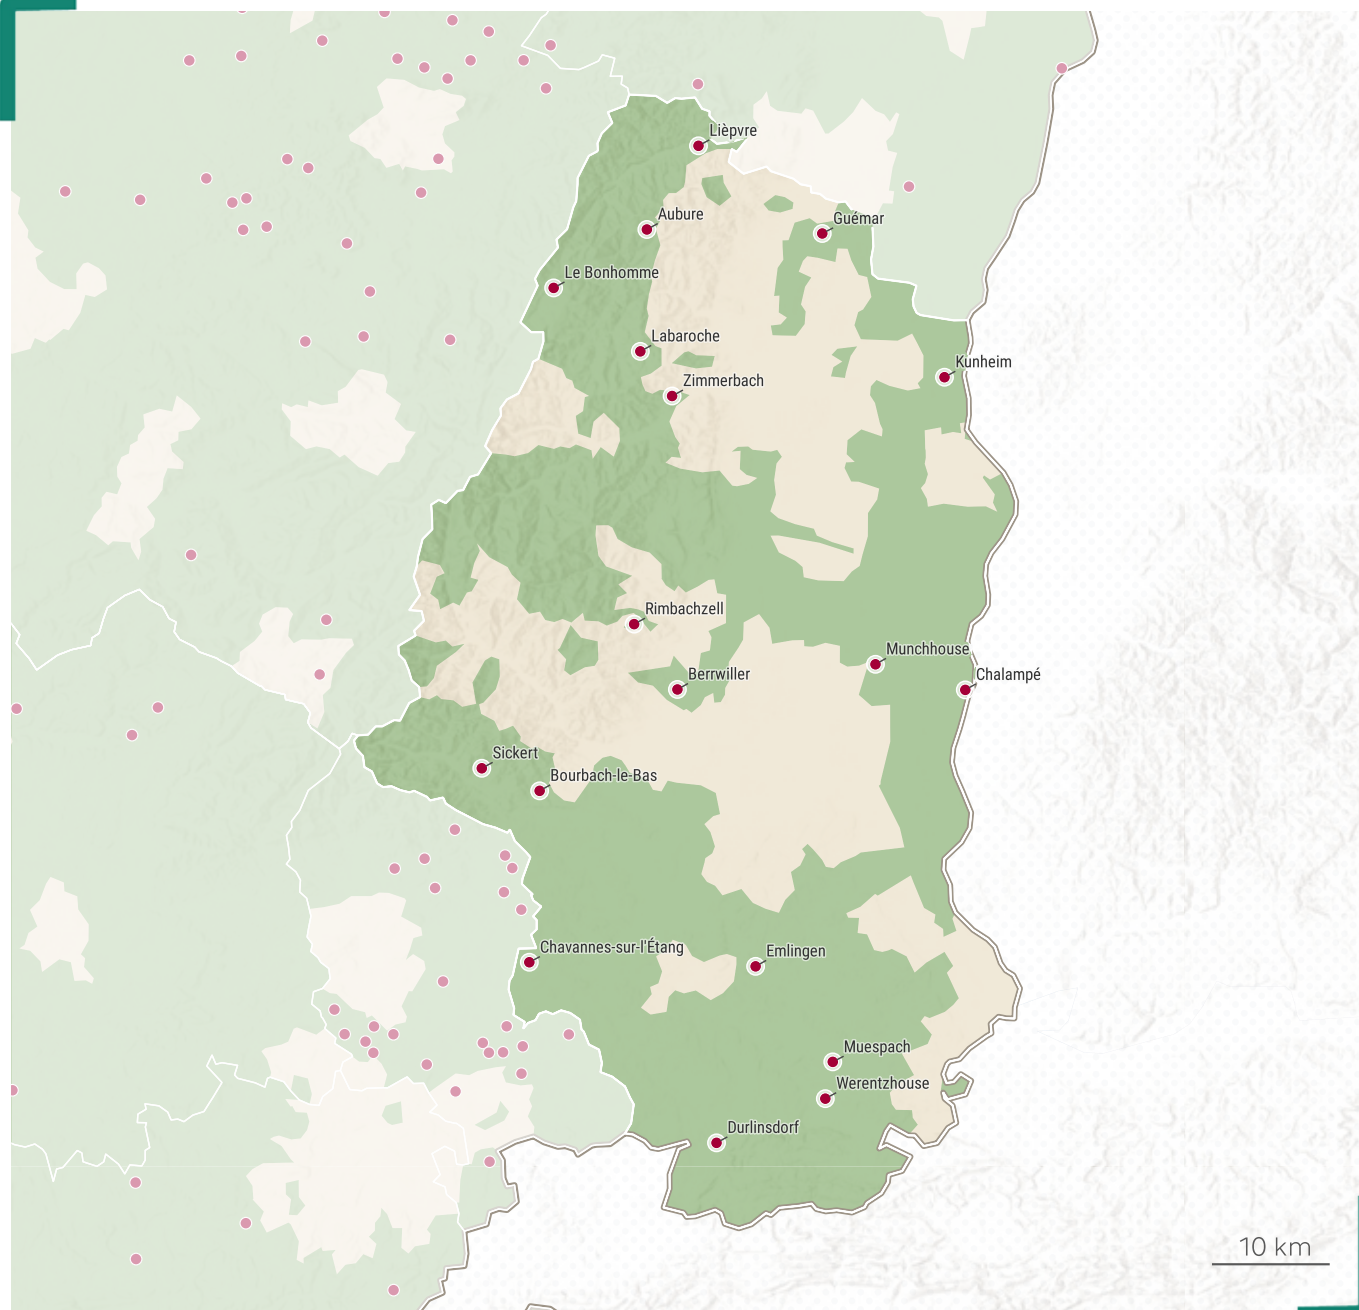 Lièpvre
Aubure
Guémar
Le Bonhomme
Labaroche
Kunheim
Zimmerbach
Rimbachzell
Munchhouse
Berrwiller
Chalampé
Sickert
Bourbach-le-Bas
Chavannes-sur-l'Étang
Emlingen
Muespach
Werentzhouse
Durlinsdorf
10 km